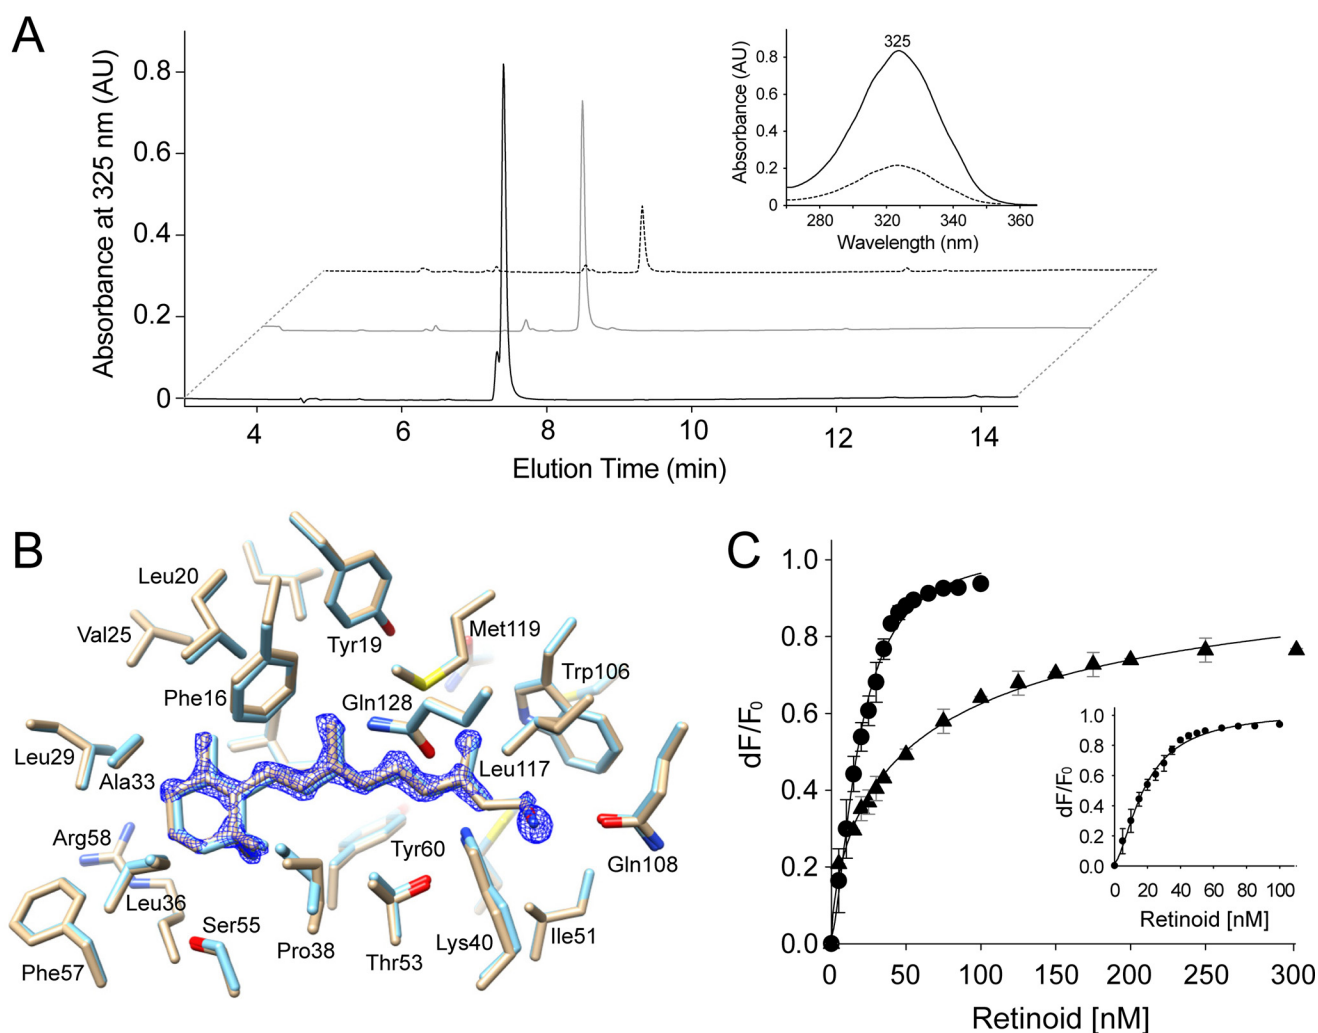 A
Absorbance at 325 nm (AU)
0.8
0.6
0.4
0.2
0
4
6
8
10
12
14
Elution Time (min)
Absorbance (AU)
0.8
0.6
0.4
0.2
0
325
280
320
340
360
Wavelength (nm)
B
Leu20
Val25
Tyr19
Met119
Trp106
Phe16
Gln128
Leu29
Ala33
Leu117
Arg58
Tyr60
Gln108
Leu36
Ser55
Pro38
Thr53
Lys40
Ile51
Phe57
C
dF/F0
1.0
0.8
0.6
0.4
0.2
0.0
0
50
100
150
200
250
300
Retinoid [nM]
dF/F0
1.0
0.8
0.6
0.4
0.2
0.0
0
20
40
60
80
100
Retinoid [nM]